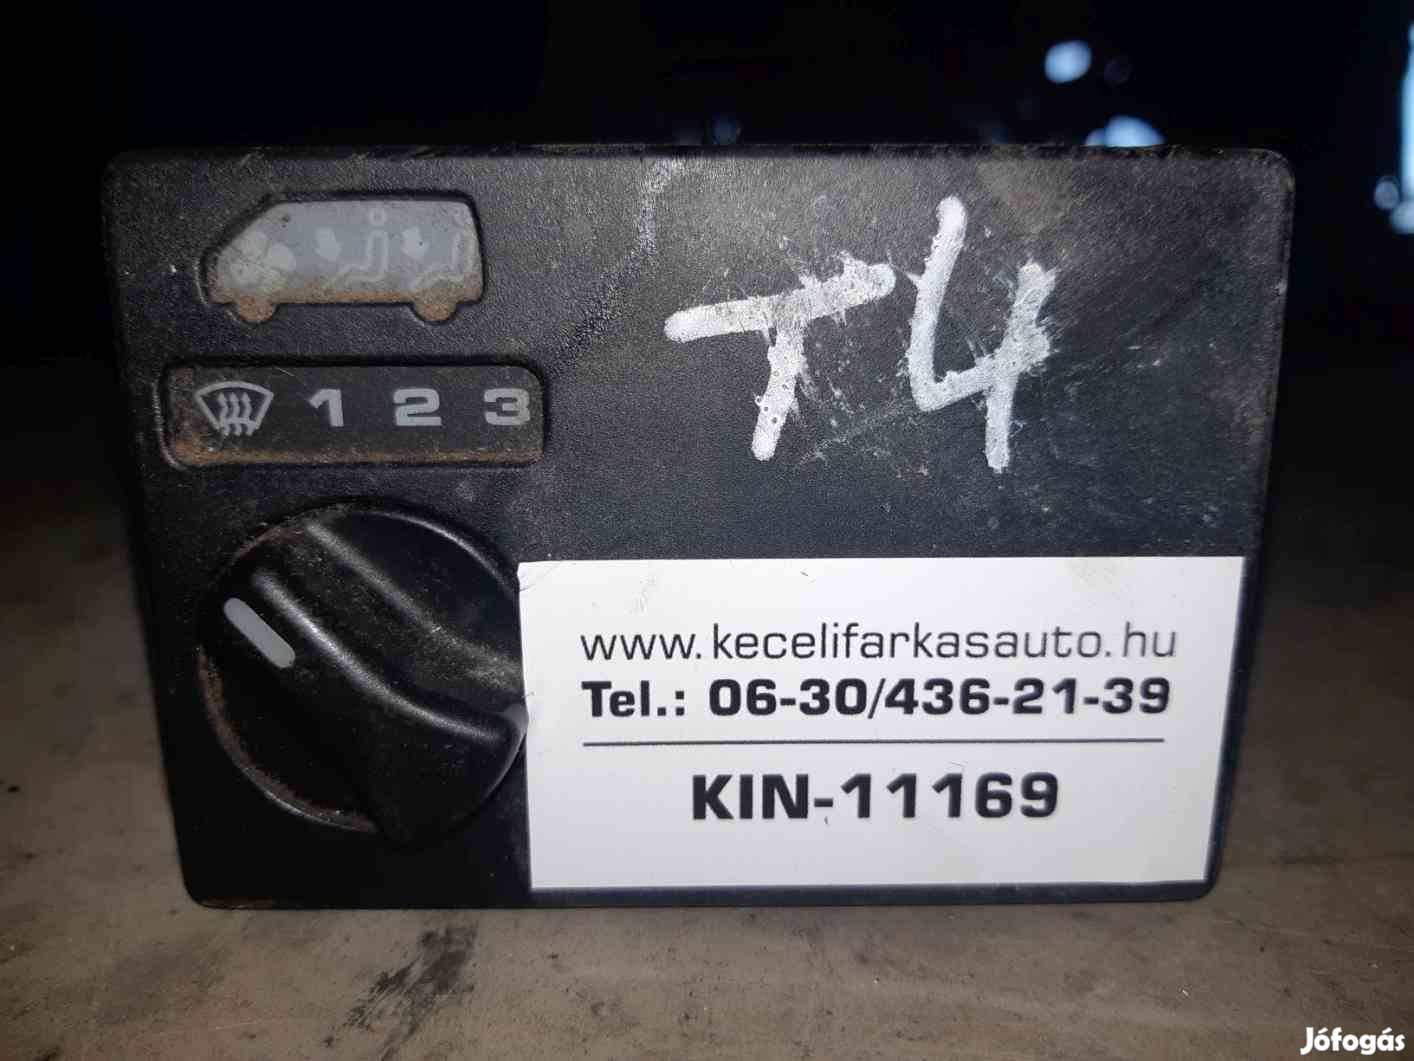 T4
1 2 3
www.kecelifarkasauto.hu
Tel.: 06-30/436-21-39
KIN-11169
Jófogás